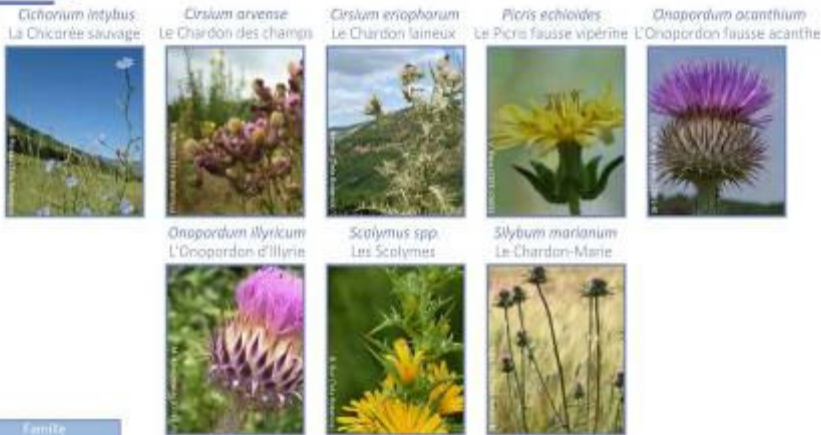 Cichorium intybus
La Chicorée sauvage
Cirsium arvense
Le Chardon des champs
Cirsium eriophorum
Le Chardon laineux
Picris echioides
Le Picris fausse vipérine
Onopordum acanthium
L'Onopordon fausse acanthe
Onopordum illyricum
L'Onopordon d'Illyrie
Scolymus spp.
Les Scolymes
Silybum marianum
Le Chardon-Marie